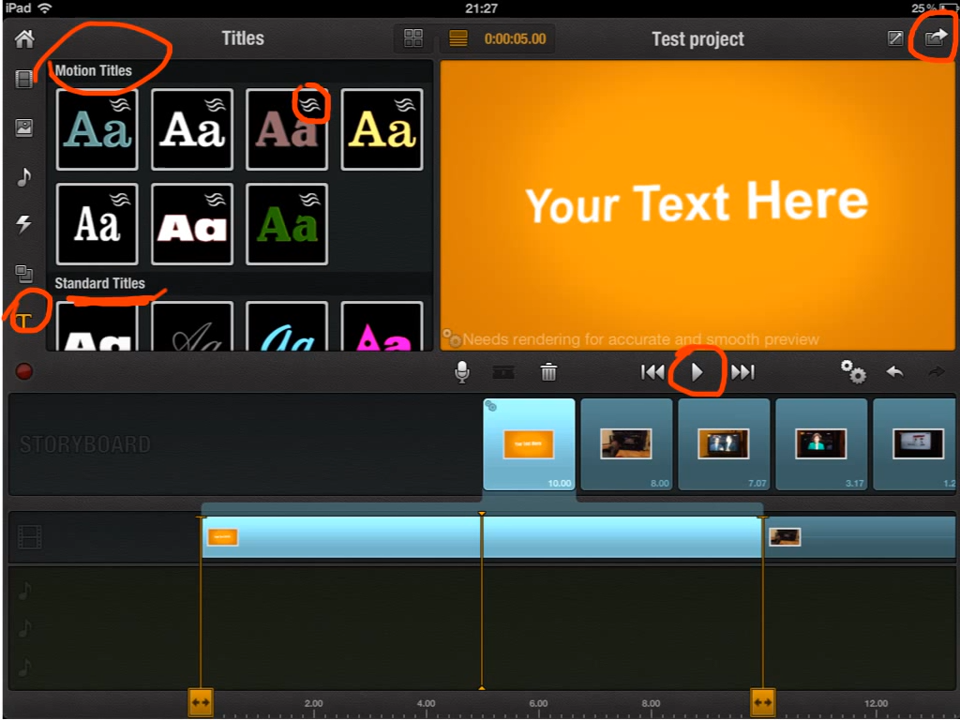 iPad 21:27 25%
Titles 0:00:05.00 Test project
Motion Titles
Aa Aa Aa Aa
Aa Aa Aa
Standard Titles
Aa Aa Aa Aa
T
Your Text Here
Needs rendering for accurate and smooth preview
STORYBOARD
Your Text Here
10.00 8.00 7.07 3.17 1.2
2.00 4.00 6.00 8.00 12.00